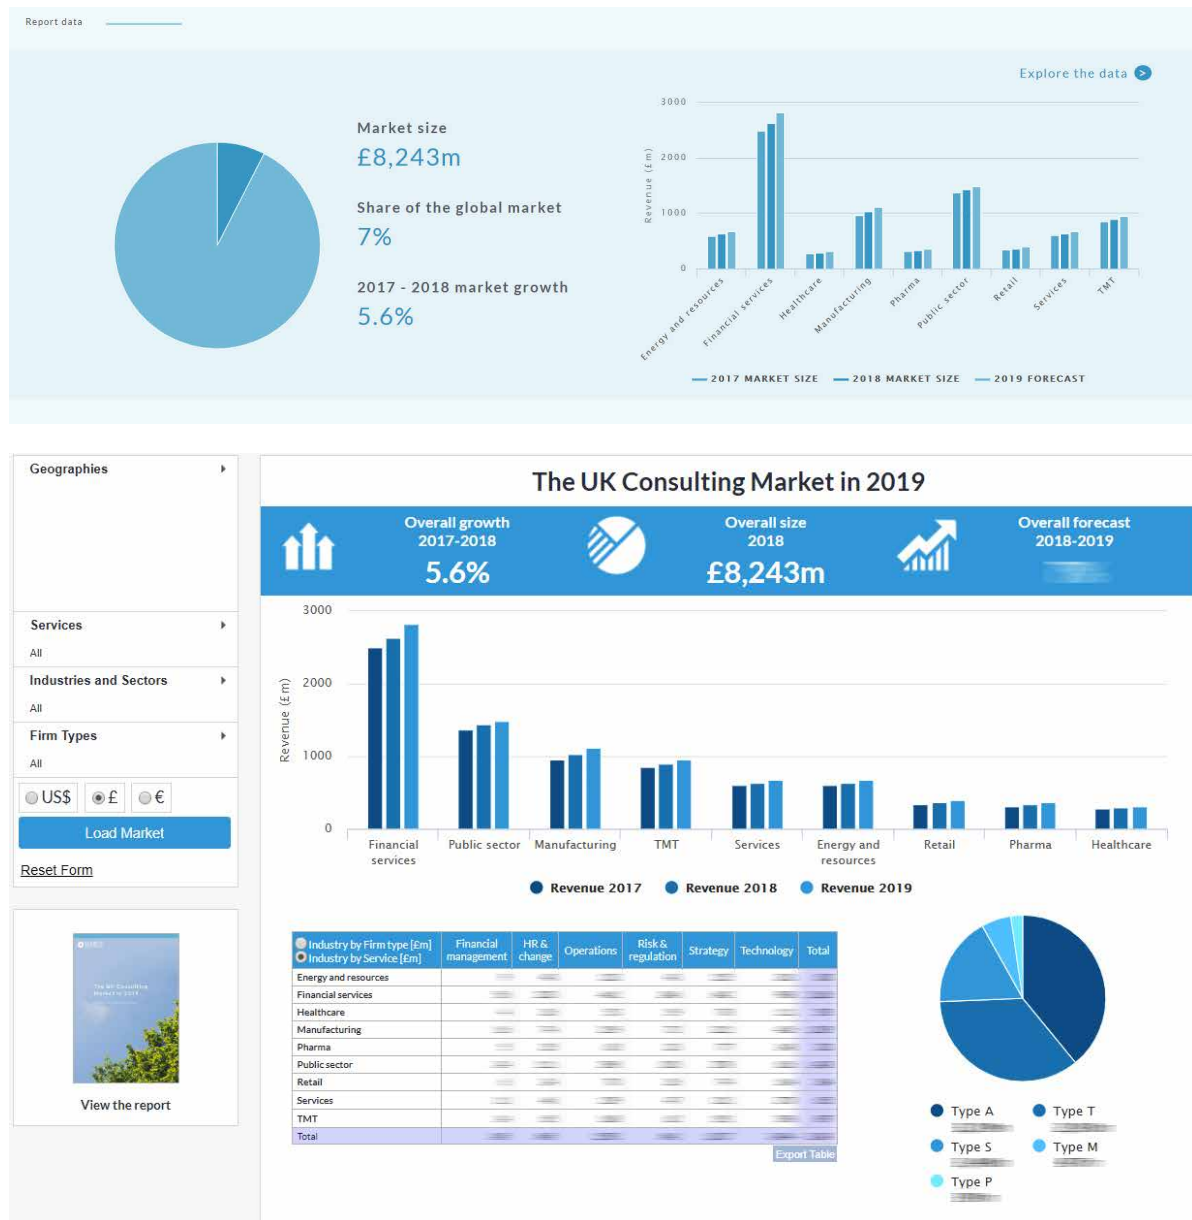 Report data
Explore the data >
Market size
£8,243m
Share of the global market
7%
2017 - 2018 market growth
5.6%
3000
2000
1000
0
Revenue (£m)
Energy and resources
Financial services
Healthcare
Manufacturing
Pharma
Public sector
Retail
Services
TMT
2017 MARKET SIZE 2018 MARKET SIZE 2019 FORECAST
Geographies
Services
All
Industries and Sectors
All
Firm Types
All
US$ £ €
Load Market
Reset Form
The UK Consulting
Market in 2019
View the report
The UK Consulting Market in 2019
Overall growth
2017-2018
5.6%
Overall size
2018
£8,243m
Overall forecast
2018-2019
3000
2000
1000
0
Revenue (£m)
Financial services
Public sector
Manufacturing
TMT
Services
Energy and resources
Retail
Pharma
Healthcare
Revenue 2017 Revenue 2018 Revenue 2019
Industry by Firm type [£m]
Industry by Service [£m]
Financial management
HR & change
Operations
Risk & regulation
Strategy
Technology
Total
Energy and resources
Financial services
Healthcare
Manufacturing
Pharma
Public sector
Retail
Services
TMT
Total
Export Table
Type A Type T
Type S Type M
Type P